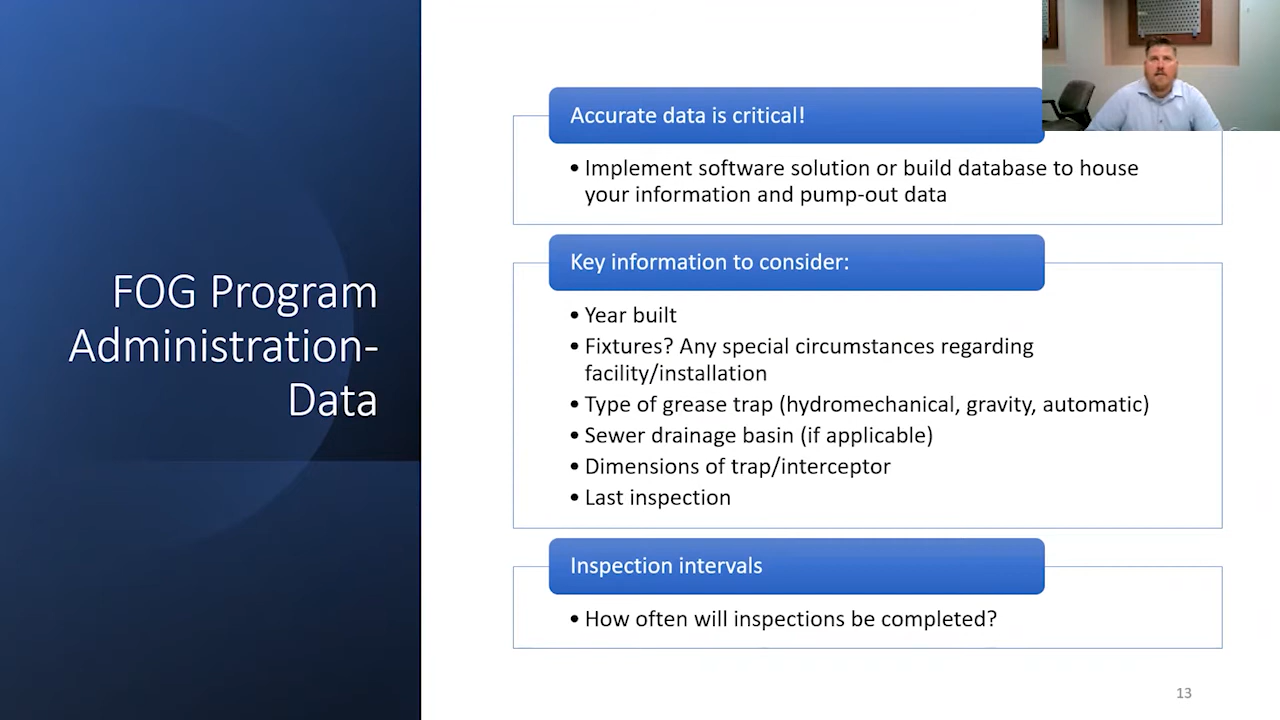 FOG Program
Administration-
Data
Accurate data is critical!
• Implement software solution or build database to house
your information and pump-out data
Key information to consider:
• Year built
• Fixtures? Any special circumstances regarding
facility/installation
• Type of grease trap (hydromechanical, gravity, automatic)
• Sewer drainage basin (if applicable)
• Dimensions of trap/interceptor
• Last inspection
Inspection intervals
• How often will inspections be completed?
13